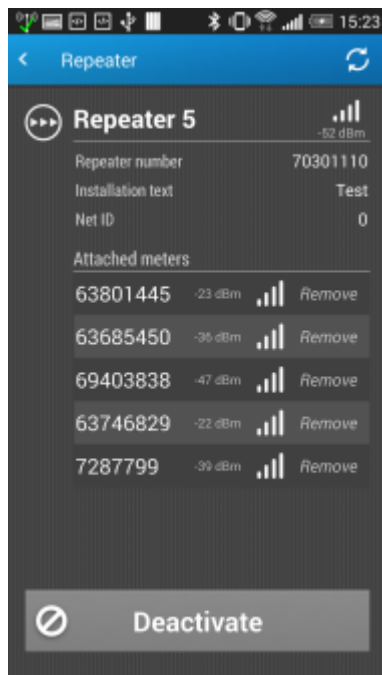 15:23
Repeater
Repeater 5
-52 dBm
Repeater number 70301110
Installation text Test
Net ID 0
Attached meters
63801445 -23 dBm Remove
63685450 -36 dBm Remove
69403838 -47 dBm Remove
63746829 -22 dBm Remove
7287799 -39 dBm Remove
Deactivate